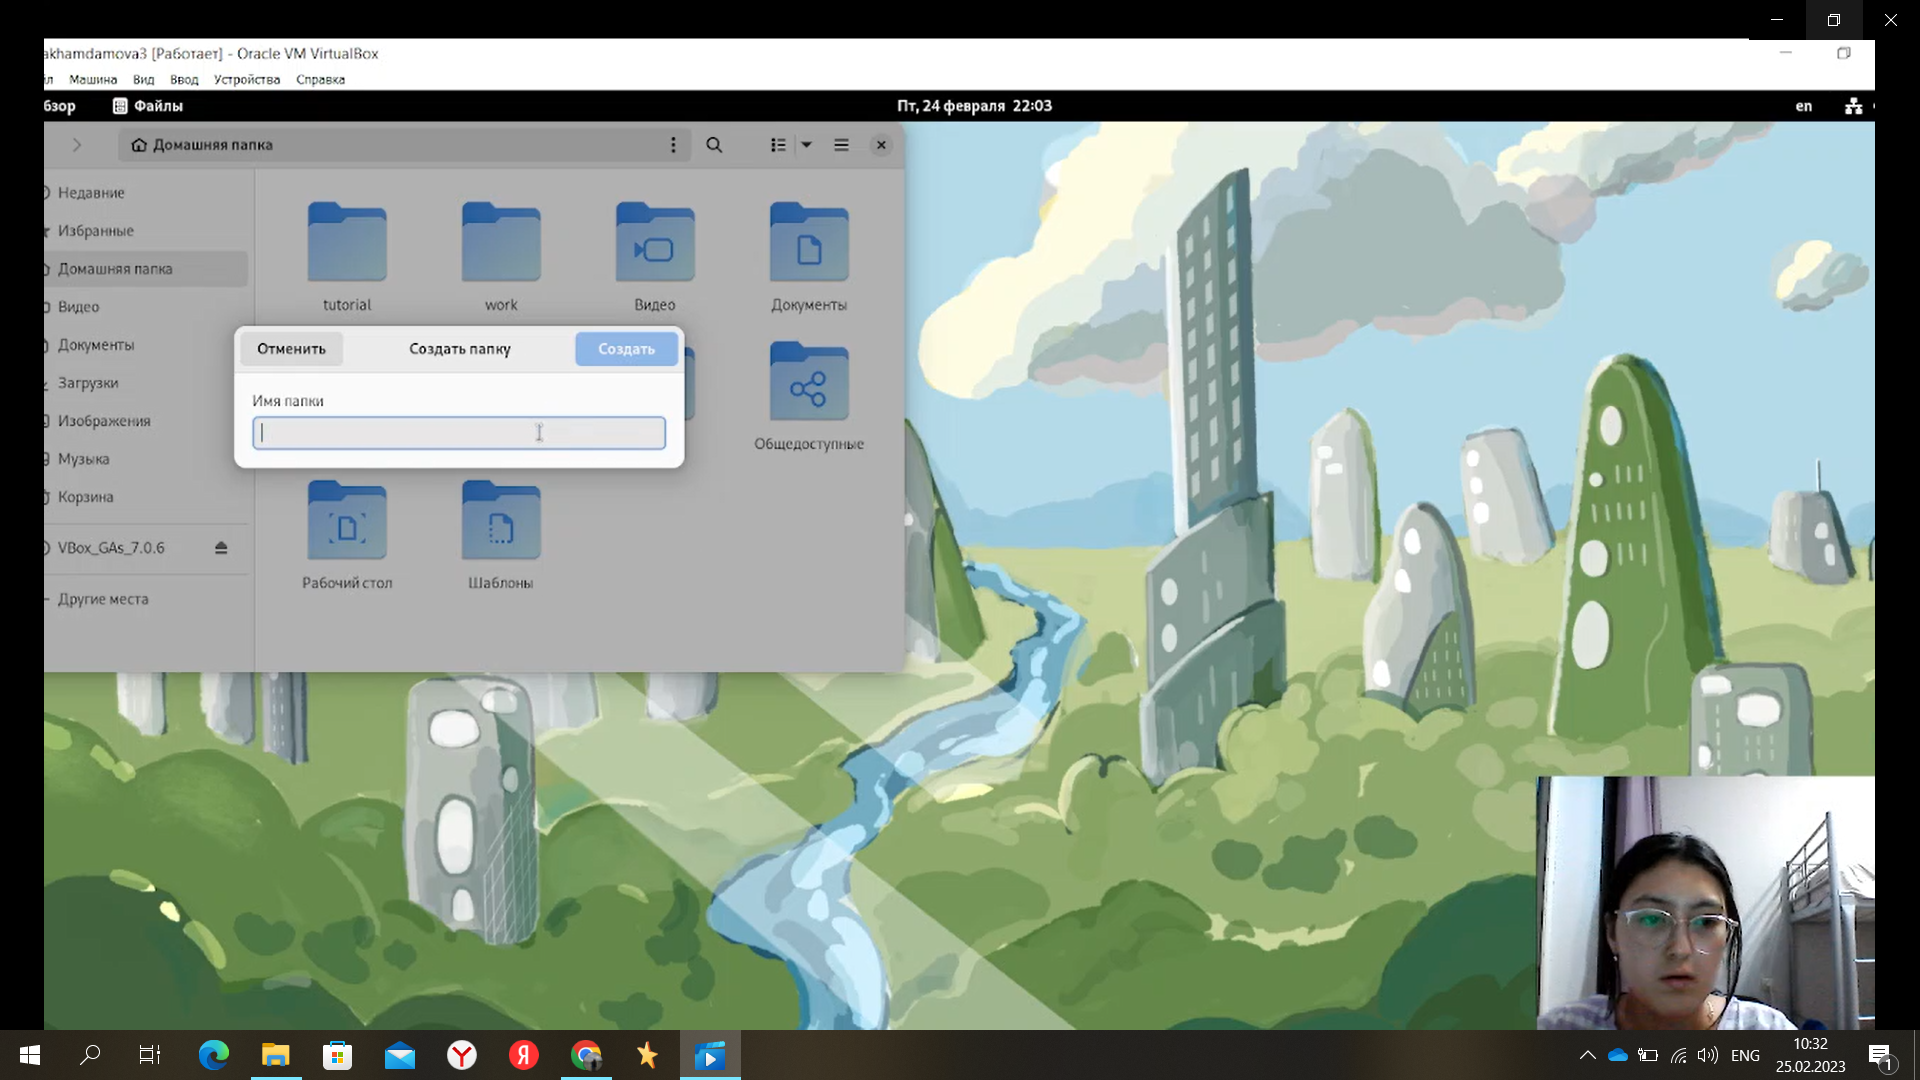 akhamdamova3 [Работает] - Oracle VM VirtualBox
йл Машина Вид Ввод Устройства Справка
бзор Файлы Пт, 24 февраля 22:03 en
Домашняя папка
Недавние
Избранные
Домашняя папка
Видео
Документы
Загрузки
Изображения
Музыка
Корзина
VBox_GAs_7.0.6
Другие места
tutorial work Видео Документы
Отменить Создать папку Создать
Имя папки
Общедоступные
Рабочий стол Шаблоны
ENG
10:32
25.02.2023
1